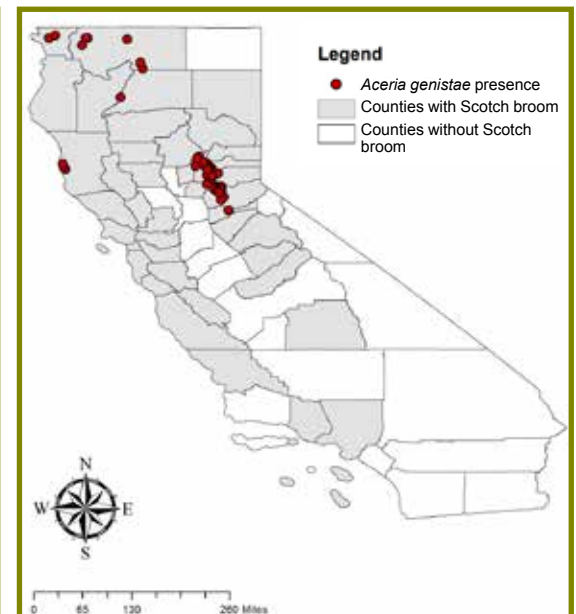 Legend
Aceria genistae presence
Counties with Scotch broom
Counties without Scotch
broom
N
W E
S
0 65 130 260 Miles